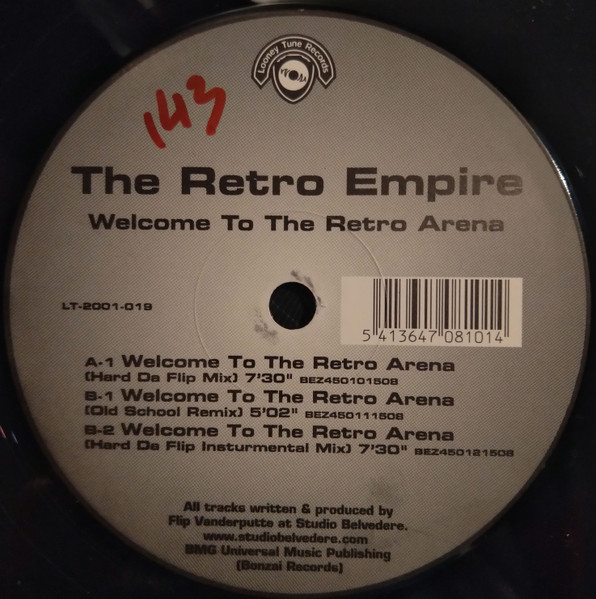 Looney Tune Records
143
The Retro Empire
Welcome To The Retro Arena
LT-2001-019
5 413647 081014
A-1 Welcome To The Retro Arena
(Hard Da Flip Mix) 7'30" BEZ450101508
B-1 Welcome To The Retro Arena
(Old School Remix) 5'02" BEZ450111508
B-2 Welcome To The Retro Arena
(Hard Da Flip Insturmental Mix) 7'30" BEZ450121508
All tracks written & produced by
Flip Vanderputte at Studio Belvedere.
www.studiobelvedere.com
BMG Universal Music Publishing
(Bonzai Records)